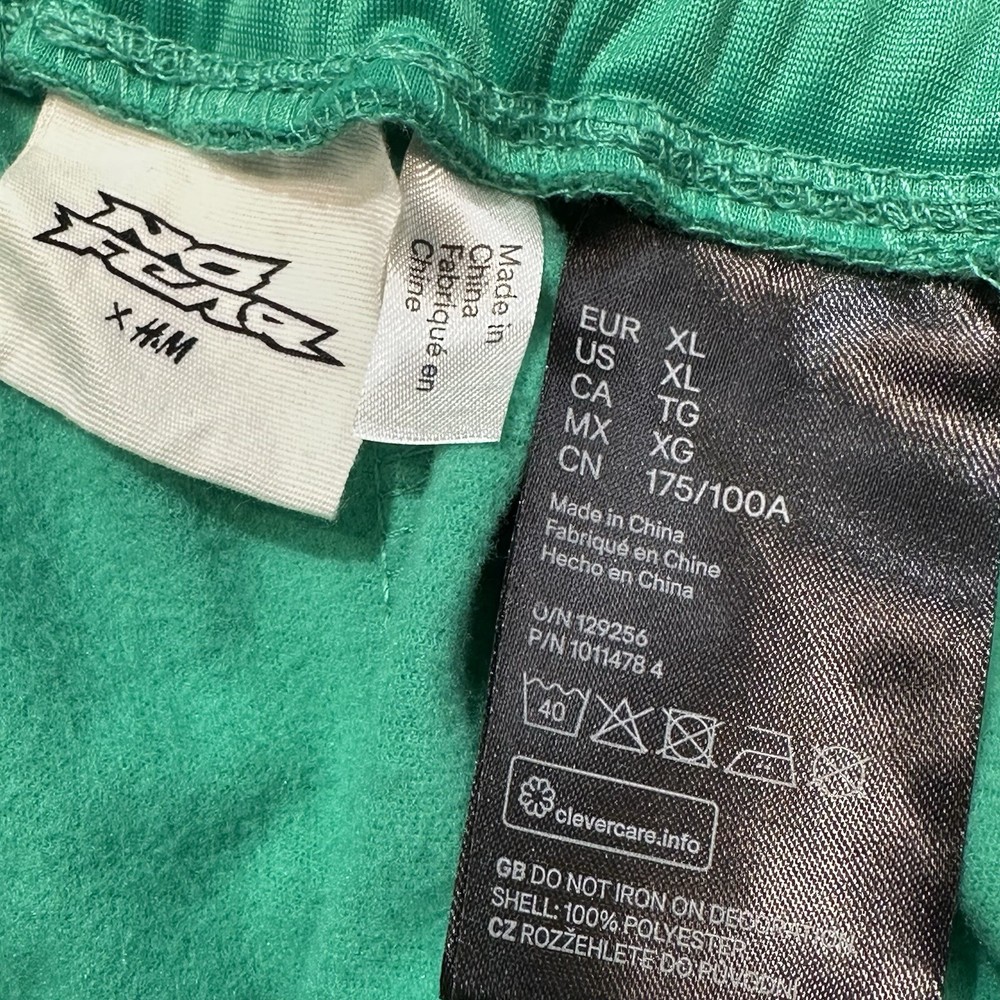 NO
FEAR
x H&M
Made in
China
Fabriqué en
Chine
EUR XL
US XL
CA TG
MX XG
CN 175/100A
Made in China
Fabriqué en Chine
Hecho en China
O/N 129256
P/N 1011478 4
40
clevercare.info
GB DO NOT IRON ON DECORATION
SHELL: 100% POLYESTER
CZ ROZŽEHLETE DO